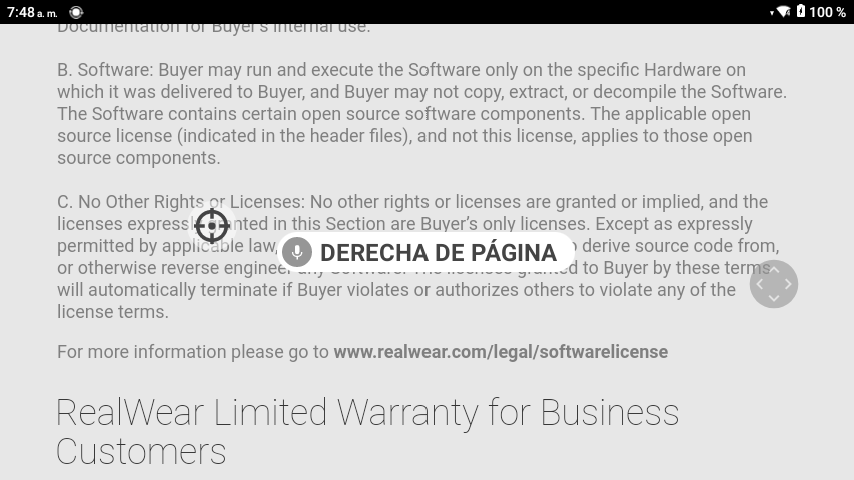 7:48 a. m.
100 %
Documentation for Buyer's internal use.
B. Software: Buyer may run and execute the Software only on the specific Hardware on
which it was delivered to Buyer, and Buyer may not copy, extract, or decompile the Software.
The Software contains certain open source software components. The applicable open
source license (indicated in the header files), and not this license, applies to those open
source components.
C. No Other Rights or Licenses: No other rights or licenses are granted or implied, and the
licenses expressly granted in this Section are Buyer’s only licenses. Except as expressly
permitted by applicable law, to derive source code from,
DERECHA DE PÁGINA
or otherwise reverse engineer any Software. The licenses granted to Buyer by these terms
will automatically terminate if Buyer violates or authorizes others to violate any of the
license terms.
For more information please go to www.realwear.com/legal/softwarelicense
RealWear Limited Warranty for Business
Customers